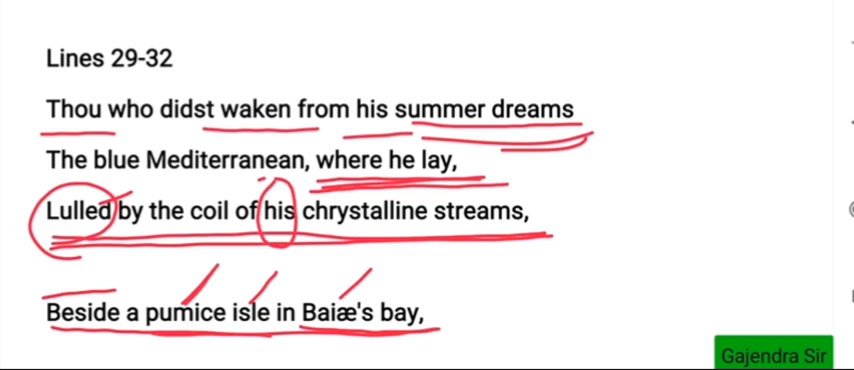 Lines 29-32
Thou who didst waken from his summer dreams
The blue Mediterranean, where he lay,
Lulled by the coil of his chrystalline streams,
Beside a pumice isle in Baiæ's bay,
Gajendra Sir